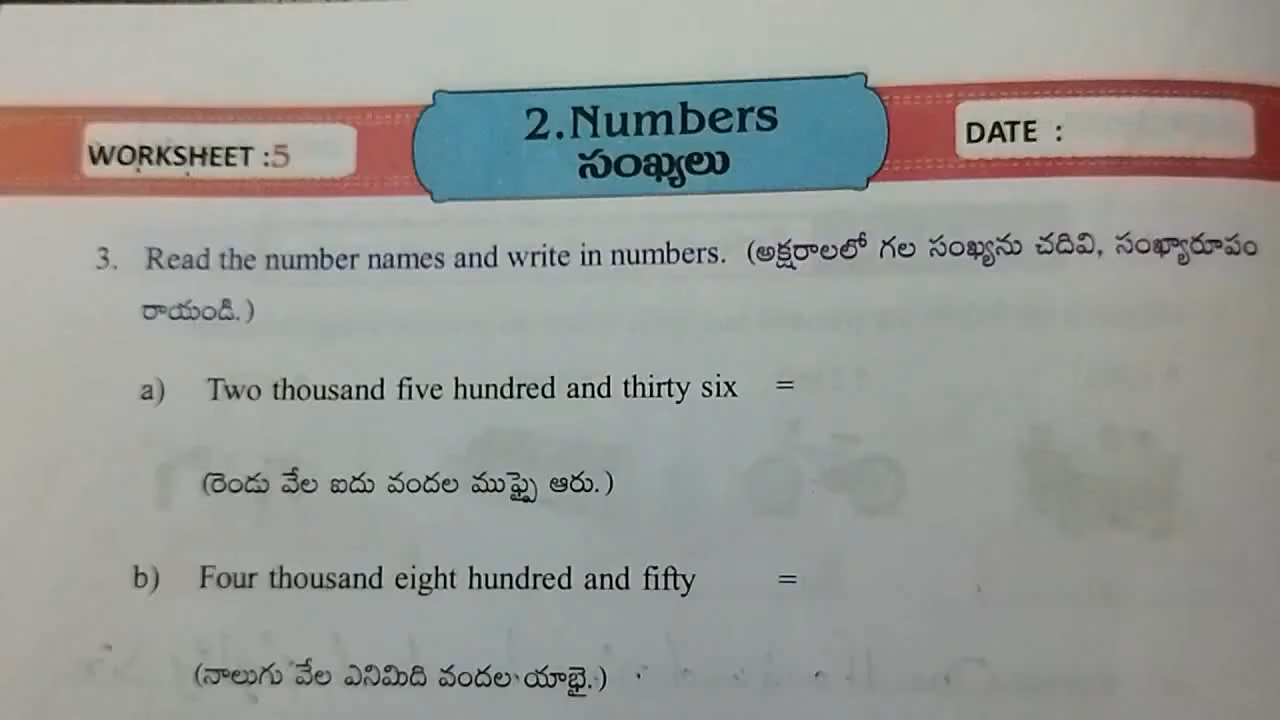 2.Numbers
సంఖ్యలు
WORKSHEET :5
DATE :
3. Read the number names and write in numbers. (అక్షరాలలో గల సంఖ్యను చదివి, సంఖ్యారూపం
రాయండి.)
a) Two thousand five hundred and thirty six =
(రెండు వేల ఐదు వందల ముప్ఫై ఆరు.)
b) Four thousand eight hundred and fifty =
(నాలుగు వేల ఎనిమిది వందల యాభై.)